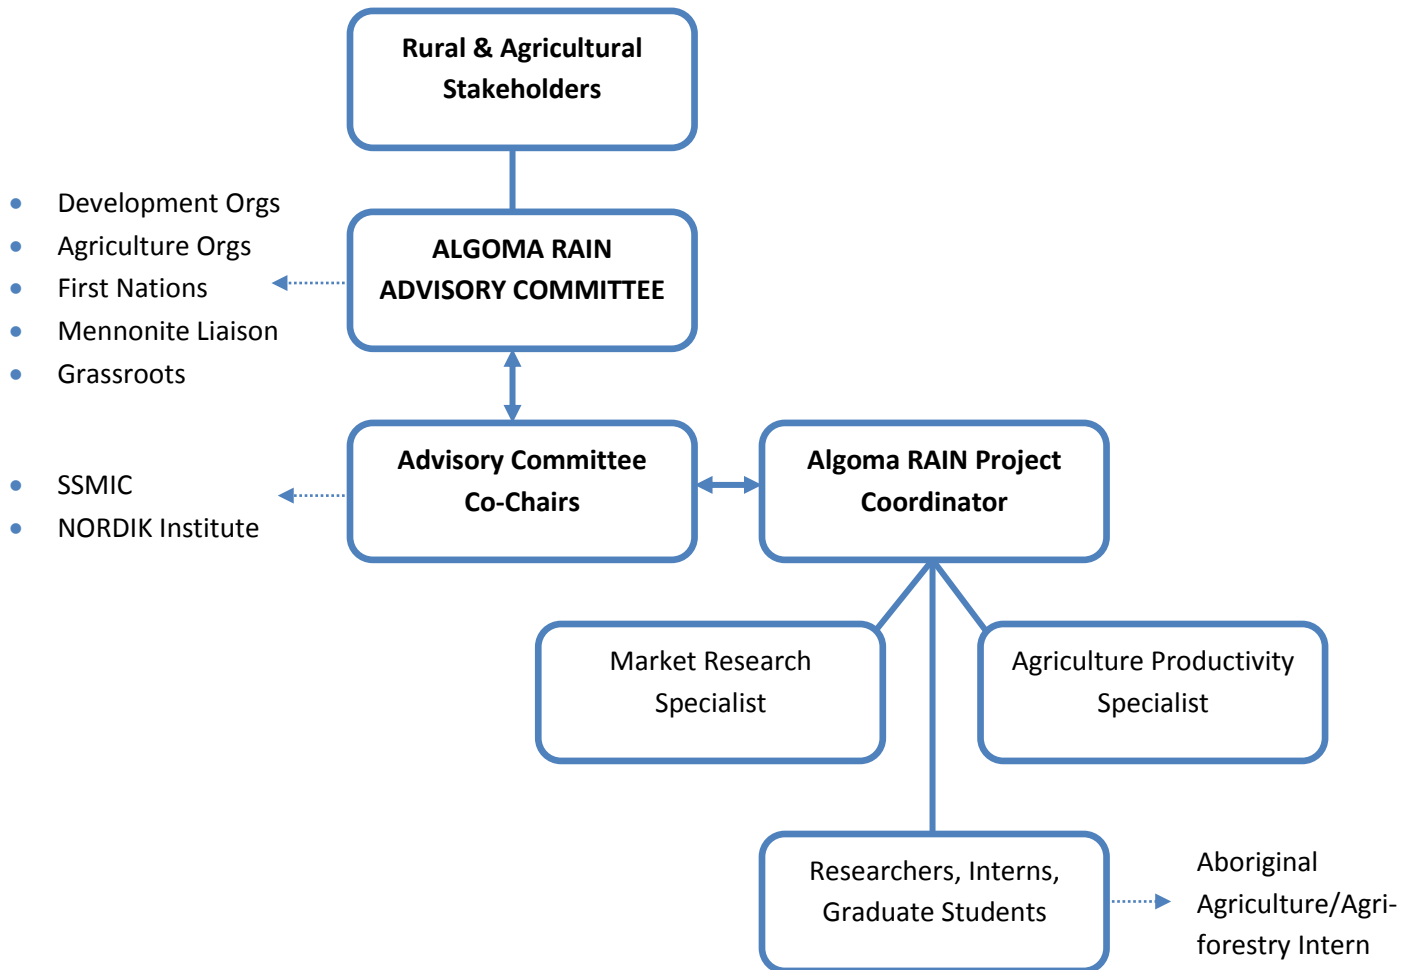 Rural & Agricultural
Stakeholders
• Development Orgs
• Agriculture Orgs
• First Nations
• Mennonite Liaison
• Grassroots
ALGOMA RAIN
ADVISORY COMMITTEE
• SSMIC
• NORDIK Institute
Advisory Committee
Co-Chairs
Algoma RAIN Project
Coordinator
Market Research
Specialist
Agriculture Productivity
Specialist
Researchers, Interns,
Graduate Students
Aboriginal
Agriculture/Agri-
forestry Intern